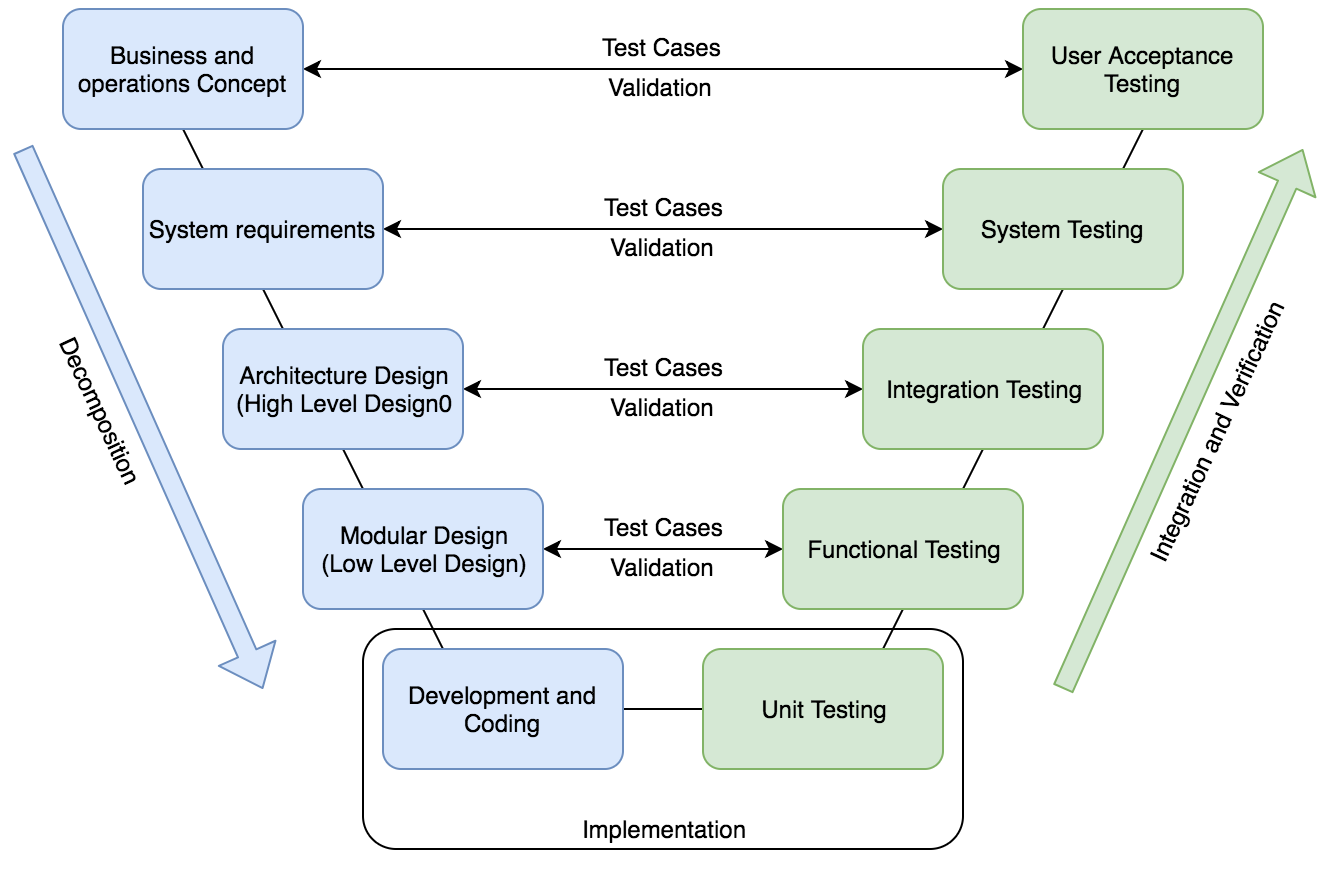 Business and
operations Concept
Test Cases
Validation
User Acceptance
Testing
System requirements
Test Cases
Validation
System Testing
Decomposition
Architecture Design
(High Level Design0
Test Cases
Validation
Integration Testing
Integration and Verification
Modular Design
(Low Level Design)
Test Cases
Validation
Functional Testing
Development and
Coding
Unit Testing
Implementation